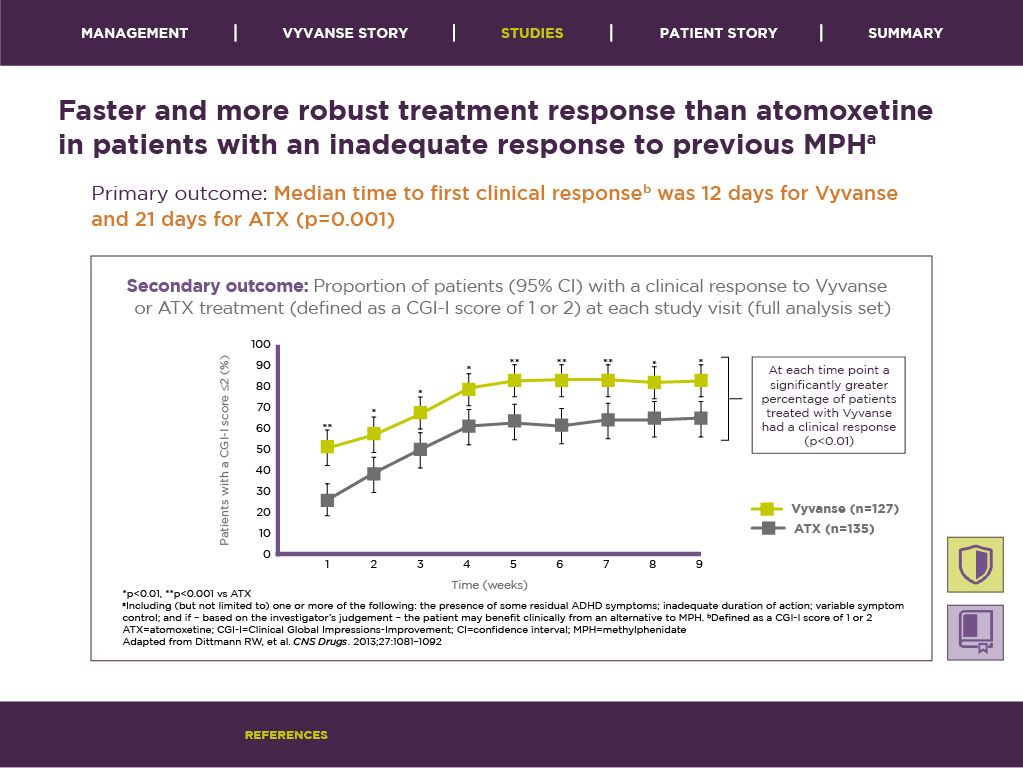 MANAGEMENT | VYVANSE STORY | STUDIES | PATIENT STORY | SUMMARY
Faster and more robust treatment response than atomoxetine
in patients with an inadequate response to previous MPHᵃ
Primary outcome: Median time to first clinical responseᵇ was 12 days for Vyvanse
and 21 days for ATX (p=0.001)
Secondary outcome: Proportion of patients (95% CI) with a clinical response to Vyvanse
or ATX treatment (defined as a CGI-I score of 1 or 2) at each study visit (full analysis set)
Patients with a CGI-I score ≤2 (%)
100
90
80
70
60
50
40
30
20
10
0
** * * * ** ** ** * *
1 2 3 4 5 6 7 8 9
Time (weeks)
At each time point a
significantly greater
percentage of patients
treated with Vyvanse
had a clinical response
(p<0.01)
Vyvanse (n=127)
ATX (n=135)
*p<0.01, **p<0.001 vs ATX
ᵃIncluding (but not limited to) one or more of the following: the presence of some residual ADHD symptoms; inadequate duration of action; variable symptom
control; and if – based on the investigator's judgement – the patient may benefit clinically from an alternative to MPH. ᵇDefined as a CGI-I score of 1 or 2
ATX=atomoxetine; CGI-I=Clinical Global Impressions-Improvement; CI=confidence interval; MPH=methylphenidate
Adapted from Dittmann RW, et al. CNS Drugs. 2013;27:1081–1092
REFERENCES